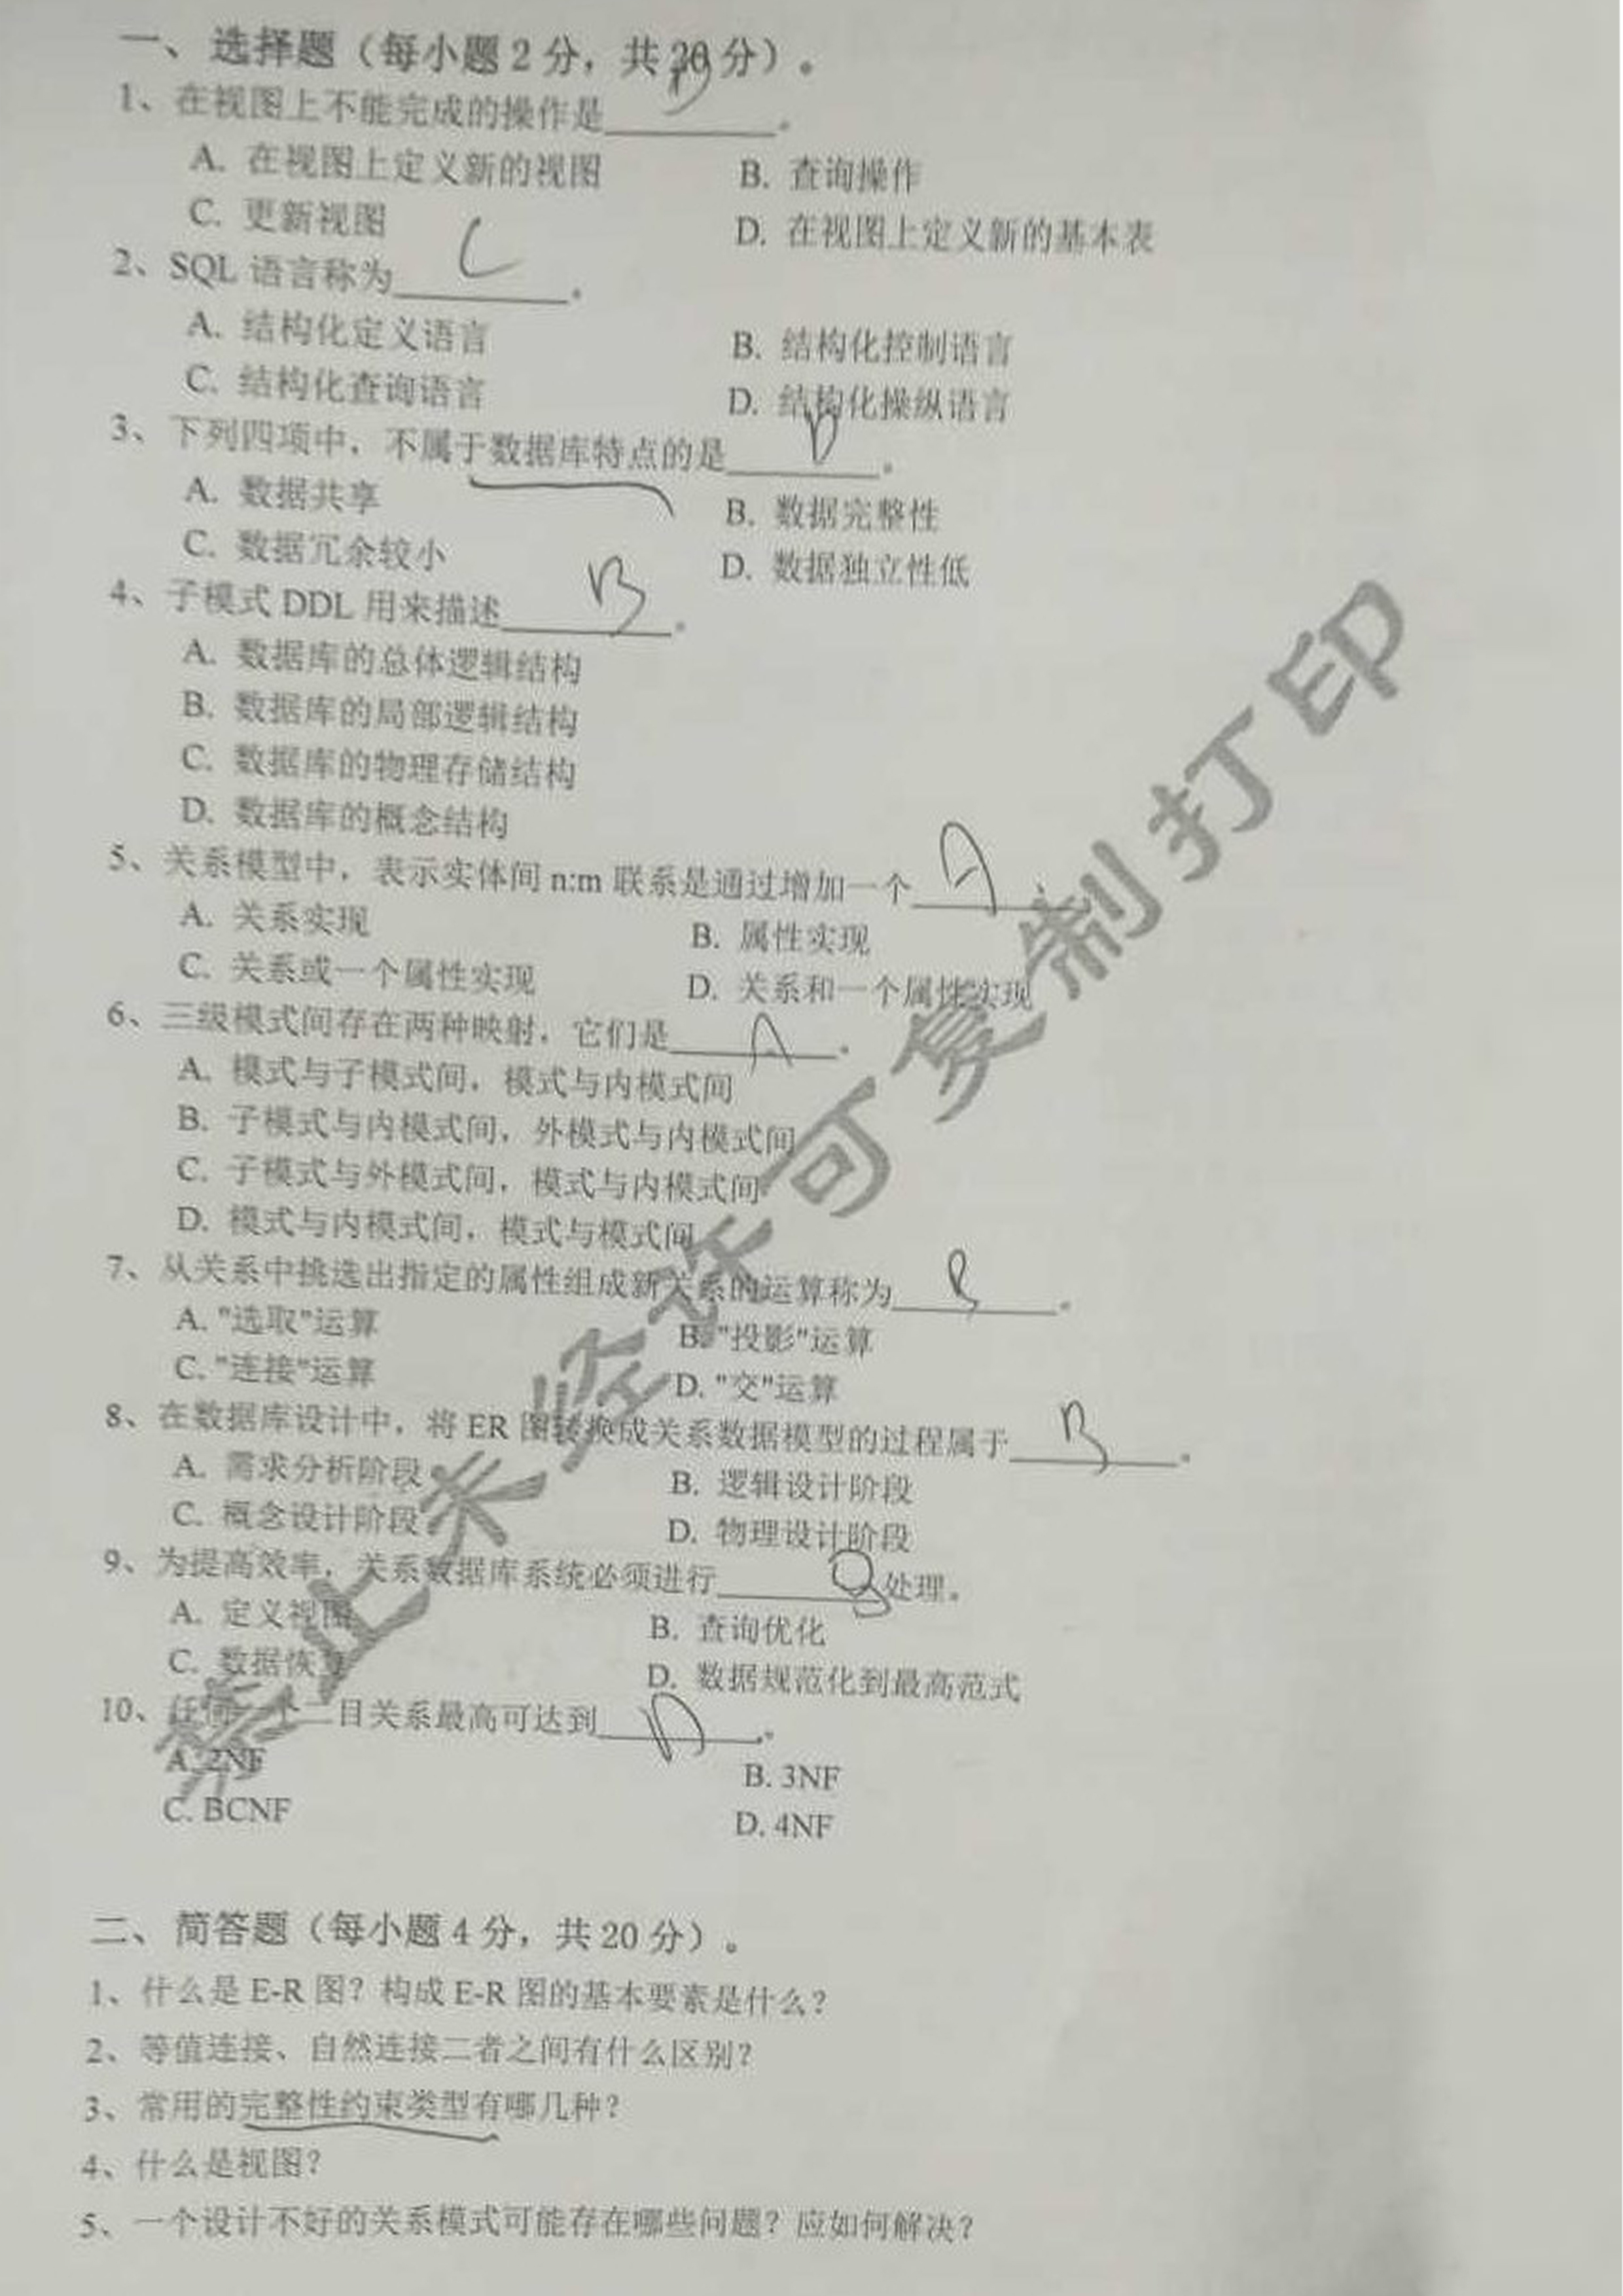 一、选择题（每小题2分，共20分）。
1、在视图上不能完成的操作是 D 。
A. 在视图上定义新的视图 B. 查询操作
C. 更新视图 D. 在视图上定义新的基本表
2、SQL 语言称为 C 。
A. 结构化定义语言 B. 结构化控制语言
C. 结构化查询语言 D. 结构化操纵语言
3、下列四项中，不属于数据库特点的是 D 。
A. 数据共享 B. 数据完整性
C. 数据冗余较小 D. 数据独立性低
4、子模式 DDL 用来描述 B 。
A. 数据库的总体逻辑结构
B. 数据库的局部逻辑结构
C. 数据库的物理存储结构
D. 数据库的概念结构
5、关系模型中，表示实体间 n:m 联系是通过增加一个 A
A. 关系实现 B. 属性实现
C. 关系或一个属性实现 D. 关系和一个属性实现
6、三级模式间存在两种映射，它们是 A 。
A. 模式与子模式间，模式与内模式间
B. 子模式与内模式间，外模式与内模式间
C. 子模式与外模式间，模式与内模式间
D. 模式与内模式间，模式与模式间
7、从关系中挑选出指定的属性组成新关系的运算称为 B 。
A. "选取"运算 B. "投影"运算
C. "连接"运算 D. "交"运算
8、在数据库设计中，将 ER 图转换成关系数据模型的过程属于 B 。
A. 需求分析阶段 B. 逻辑设计阶段
C. 概念设计阶段 D. 物理设计阶段
9、为提高效率，关系数据库系统必须进行 B 处理。
A. 定义视图 B. 查询优化
C. 数据恢复 D. 数据规范化到最高范式
10、任何一个二目关系最高可达到 D 。
A. 2NF B. 3NF
C. BCNF D. 4NF
二、简答题（每小题4分，共20分）。
1、什么是 E-R 图？构成 E-R 图的基本要素是什么？
2、等值连接、自然连接二者之间有什么区别？
3、常用的完整性约束类型有哪几种？
4、什么是视图？
5、一个设计不好的关系模式可能存在哪些问题？应如何解决？
禁止未经许可复制打印